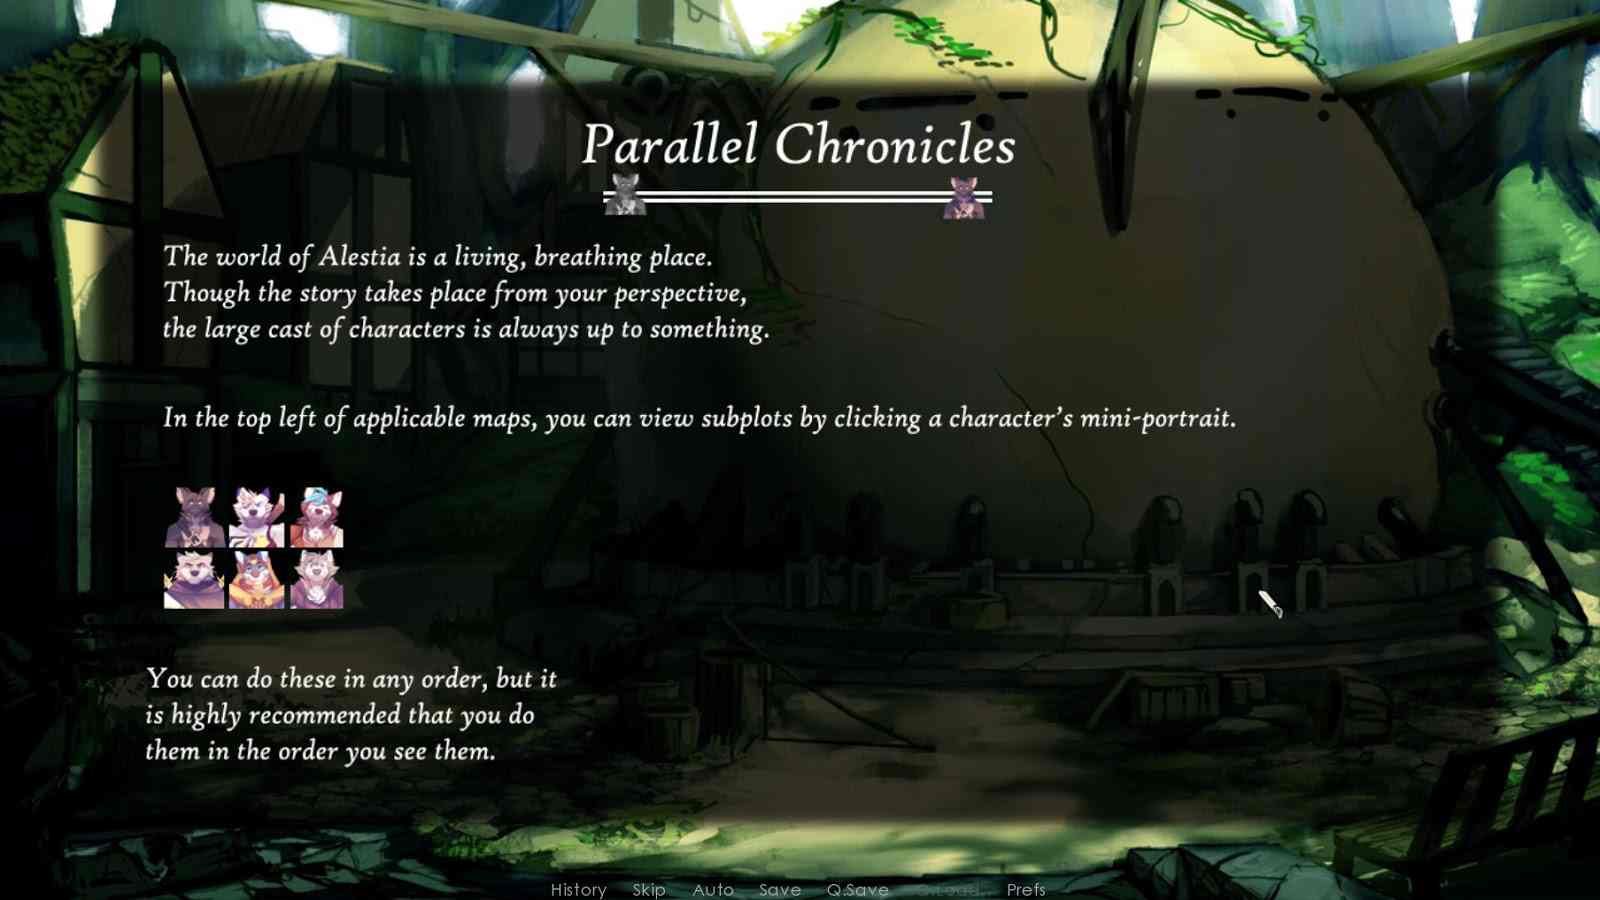 Parallel Chronicles
The world of Alestia is a living, breathing place.
Though the story takes place from your perspective,
the large cast of characters is always up to something.
In the top left of applicable maps, you can view subplots by clicking a character's mini-portrait.
You can do these in any order, but it
is highly recommended that you do
them in the order you see them.
History Skip Auto Save Q.Save Q.Load Prefs